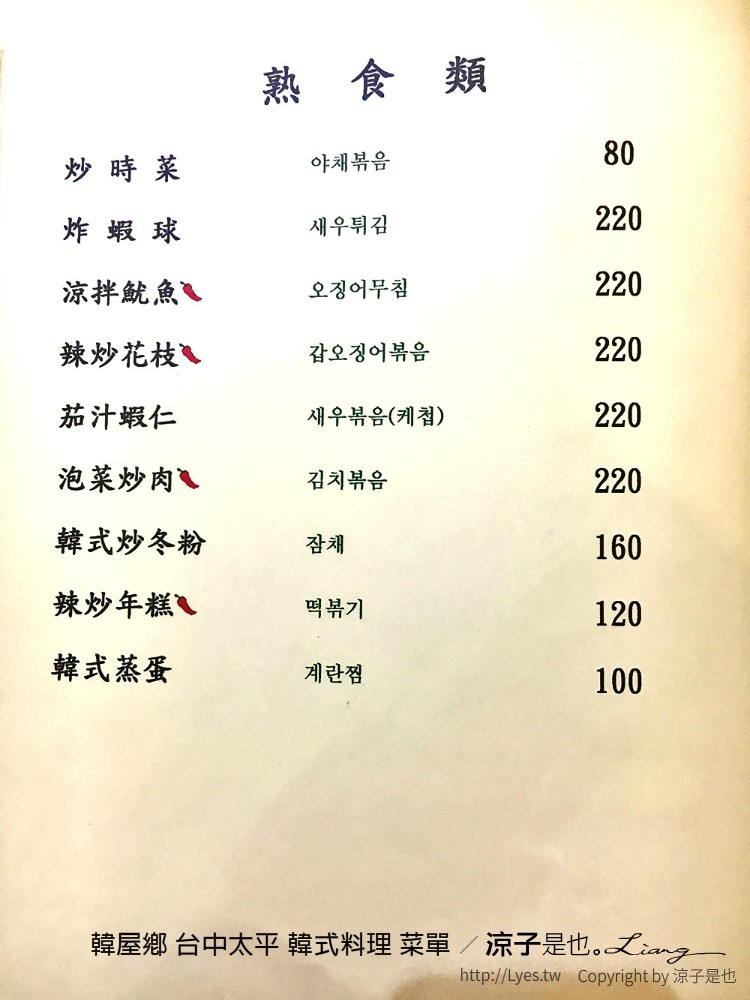 熟 食 類
炒 時 菜 야채볶음 80
炸 蝦 球 새우튀김 220
涼拌魷魚 오징어무침 220
辣炒花枝 갑오징어볶음 220
茄汁蝦仁 새우볶음(케첩) 220
泡菜炒肉 김치볶음 220
韓式炒冬粉 잡채 160
辣炒年糕 떡볶기 120
韓式蒸蛋 계란찜 100
韓屋鄉 台中太平 韓式料理 菜單 ／ 涼子是也。Liang
http://Lyes.tw Copyright by 涼子是也